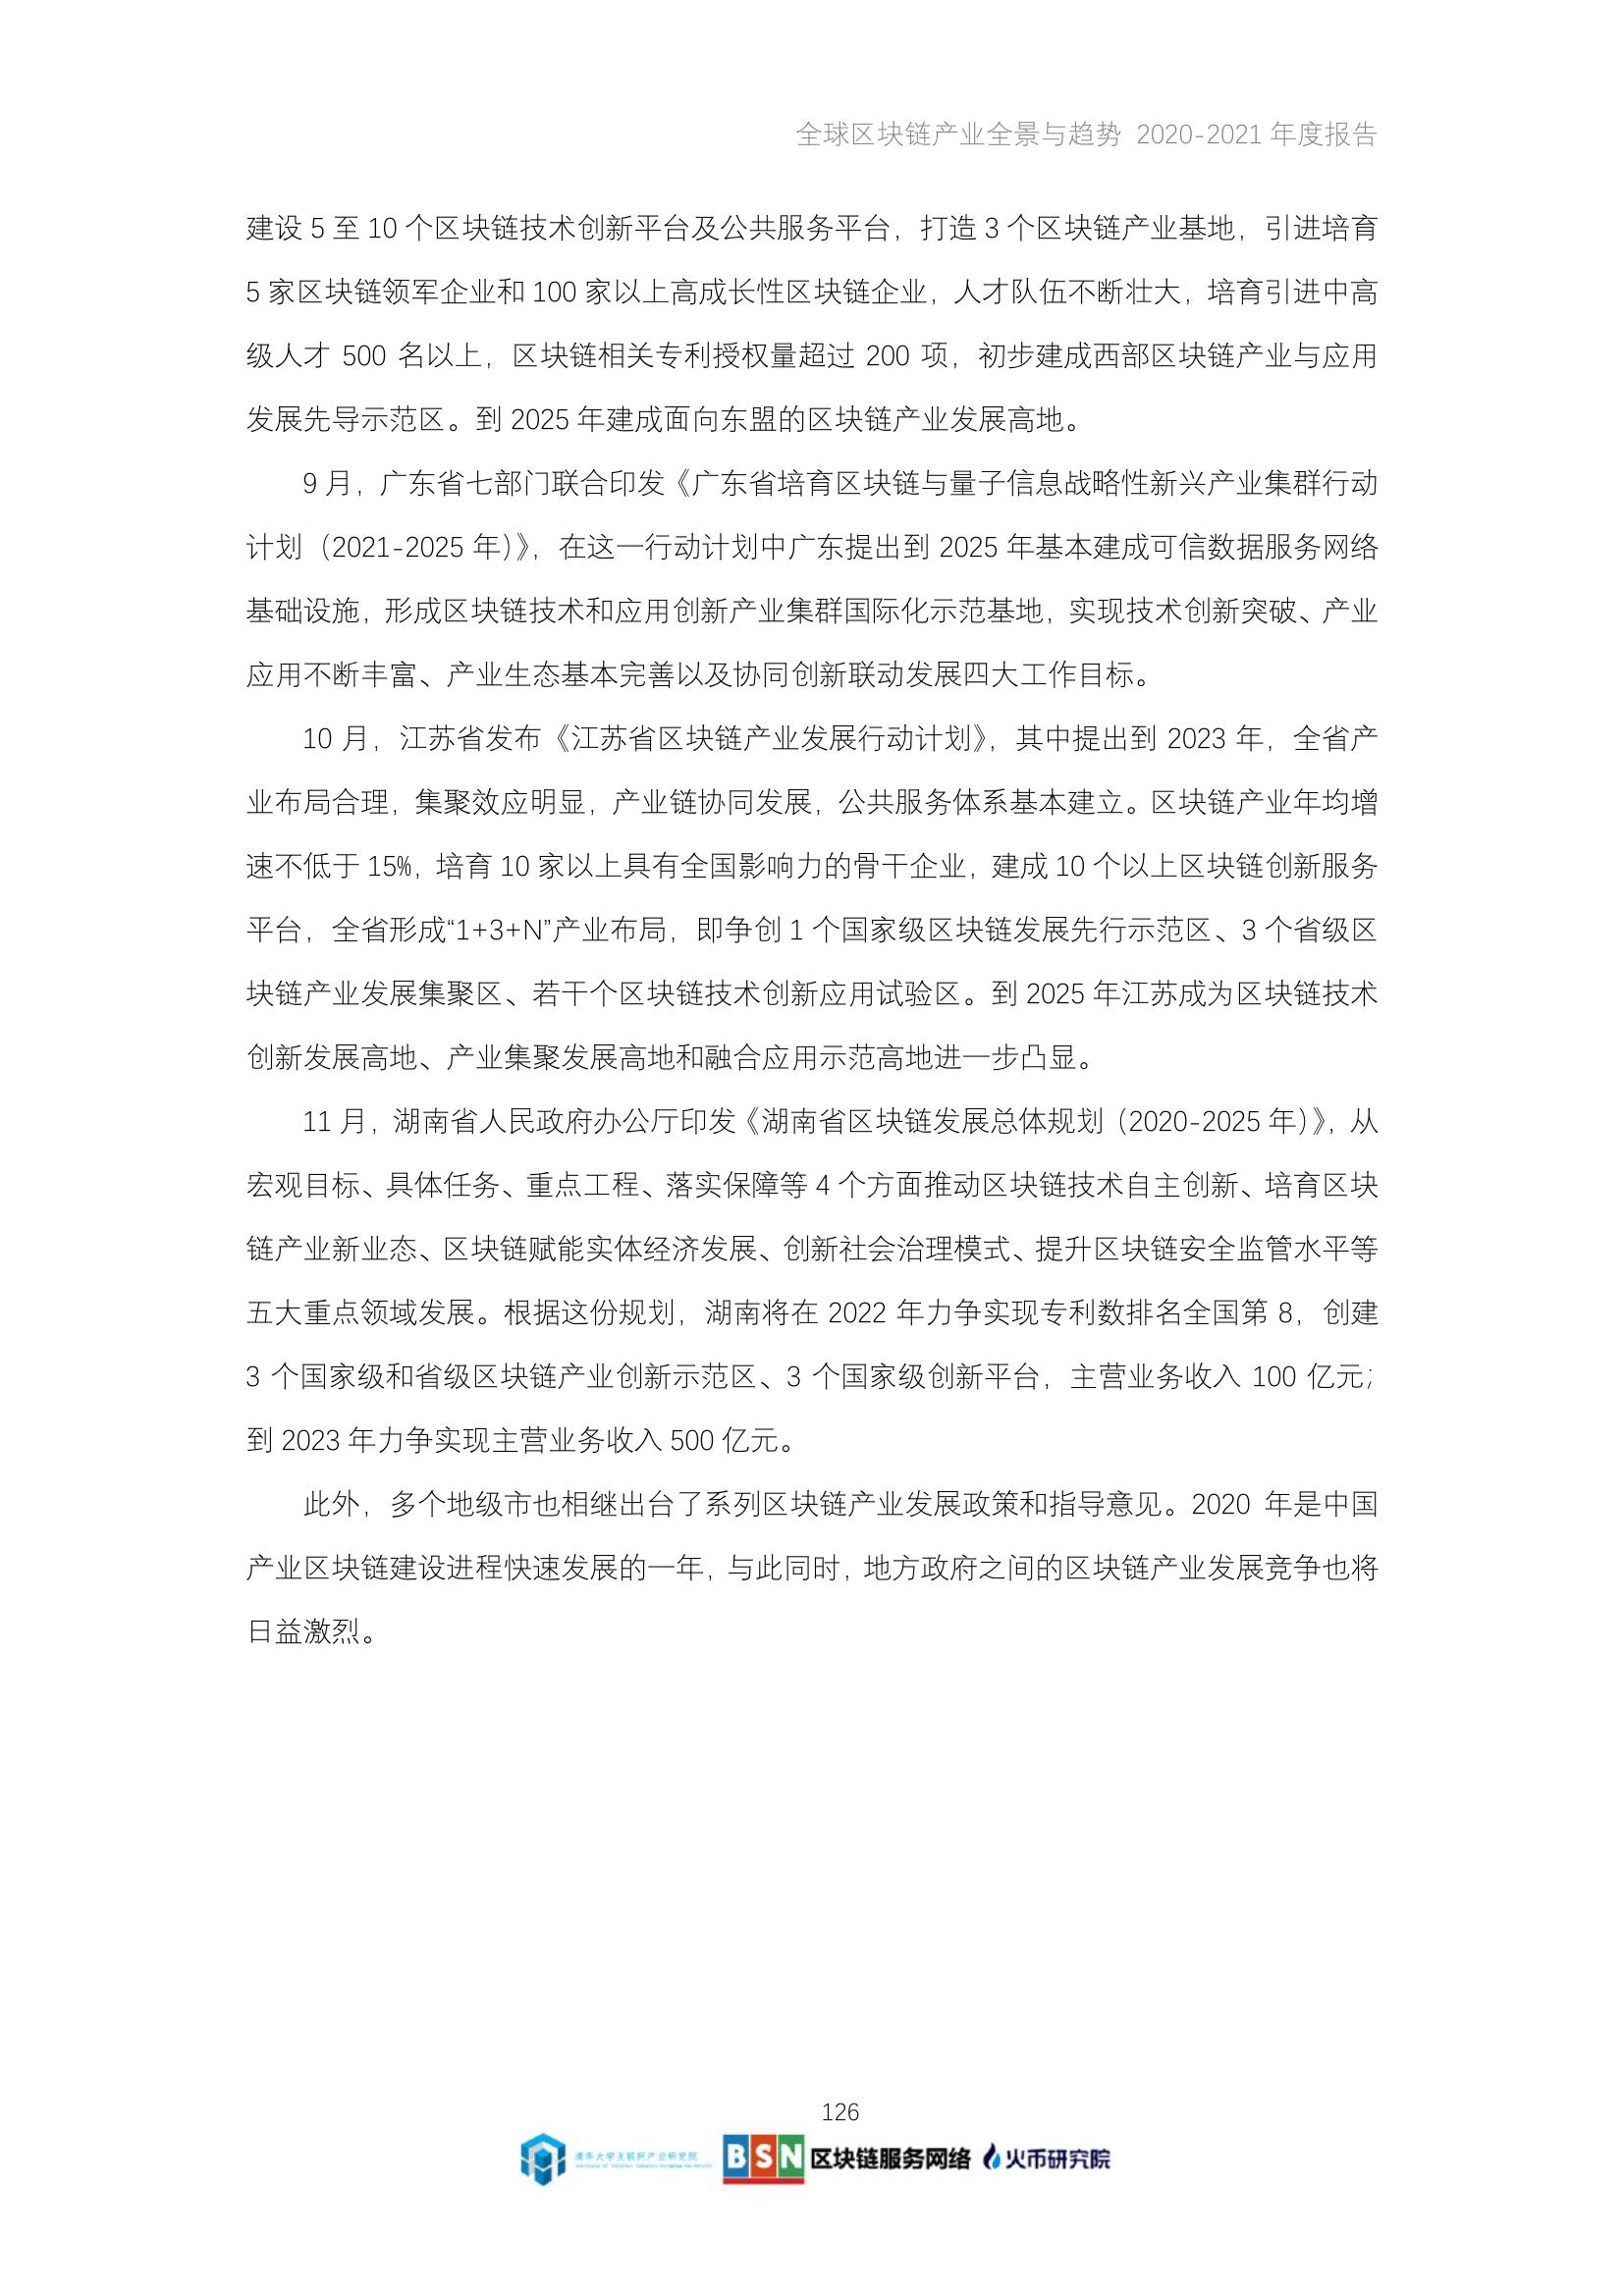 全球区块链产业全景与趋势 2020-2021 年度报告
建设 5 至 10 个区块链技术创新平台及公共服务平台，打造 3 个区块链产业基地，引进培育
5 家区块链领军企业和 100 家以上高成长性区块链企业，人才队伍不断壮大，培育引进中高
级人才 500 名以上，区块链相关专利授权量超过 200 项，初步建成西部区块链产业与应用
发展先导示范区。到 2025 年建成面向东盟的区块链产业发展高地。
9 月，广东省七部门联合印发《广东省培育区块链与量子信息战略性新兴产业集群行动
计划（2021-2025 年）》，在这一行动计划中广东提出到 2025 年基本建成可信数据服务网络
基础设施，形成区块链技术和应用创新产业集群国际化示范基地，实现技术创新突破、产业
应用不断丰富、产业生态基本完善以及协同创新联动发展四大工作目标。
10 月，江苏省发布《江苏省区块链产业发展行动计划》，其中提出到 2023 年，全省产
业布局合理，集聚效应明显，产业链协同发展，公共服务体系基本建立。区块链产业年均增
速不低于 15%，培育 10 家以上具有全国影响力的骨干企业，建成 10 个以上区块链创新服务
平台，全省形成“1+3+N”产业布局，即争创 1 个国家级区块链发展先行示范区、3 个省级区
块链产业发展集聚区、若干个区块链技术创新应用试验区。到 2025 年江苏成为区块链技术
创新发展高地、产业集聚发展高地和融合应用示范高地进一步凸显。
11 月，湖南省人民政府办公厅印发《湖南省区块链发展总体规划（2020-2025 年）》，从
宏观目标、具体任务、重点工程、落实保障等 4 个方面推动区块链技术自主创新、培育区块
链产业新业态、区块链赋能实体经济发展、创新社会治理模式、提升区块链安全监管水平等
五大重点领域发展。根据这份规划，湖南将在 2022 年力争实现专利数排名全国第 8，创建
3 个国家级和省级区块链产业创新示范区、3 个国家级创新平台，主营业务收入 100 亿元；
到 2023 年力争实现主营业务收入 500 亿元。
此外，多个地级市也相继出台了系列区块链产业发展政策和指导意见。2020 年是中国
产业区块链建设进程快速发展的一年，与此同时，地方政府之间的区块链产业发展竞争也将
日益激烈。
126
清华大学互联网产业研究院 BSN 区块链服务网络 火币研究院